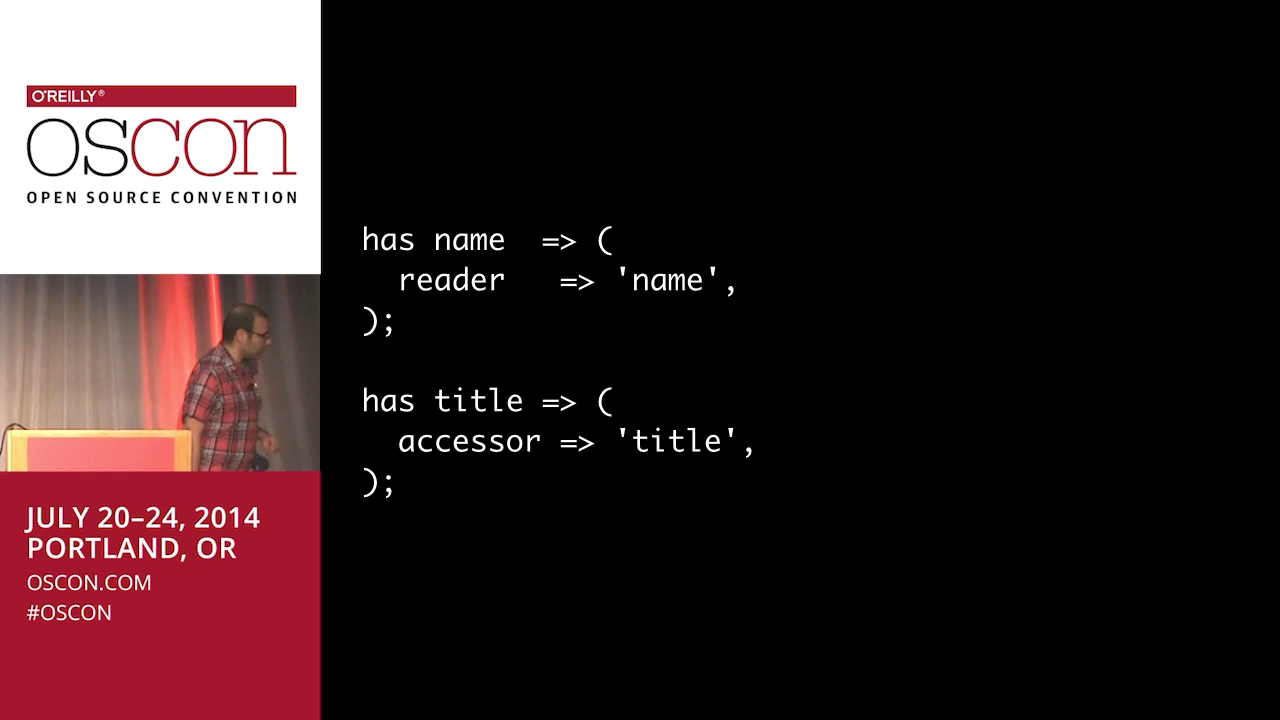 O'REILLY®
oscon
OPEN SOURCE CONVENTION
JULY 20–24, 2014
PORTLAND, OR
OSCON.COM
#OSCON
has name  => (
  reader   => 'name',
);
has title => (
  accessor => 'title',
);